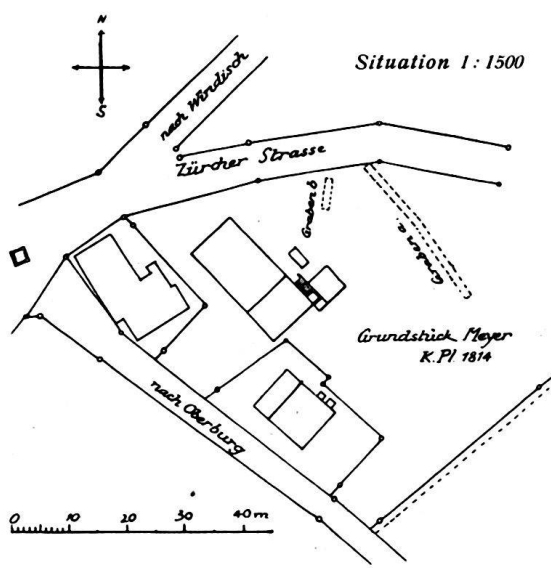 N
S
Situation 1 : 1500
nach Windisch
Zürcher Strasse
Graben b
Graben a
Grundstück Meyer
K.Pl. 1814
nach Oberburg
0 10 20 33 40 m